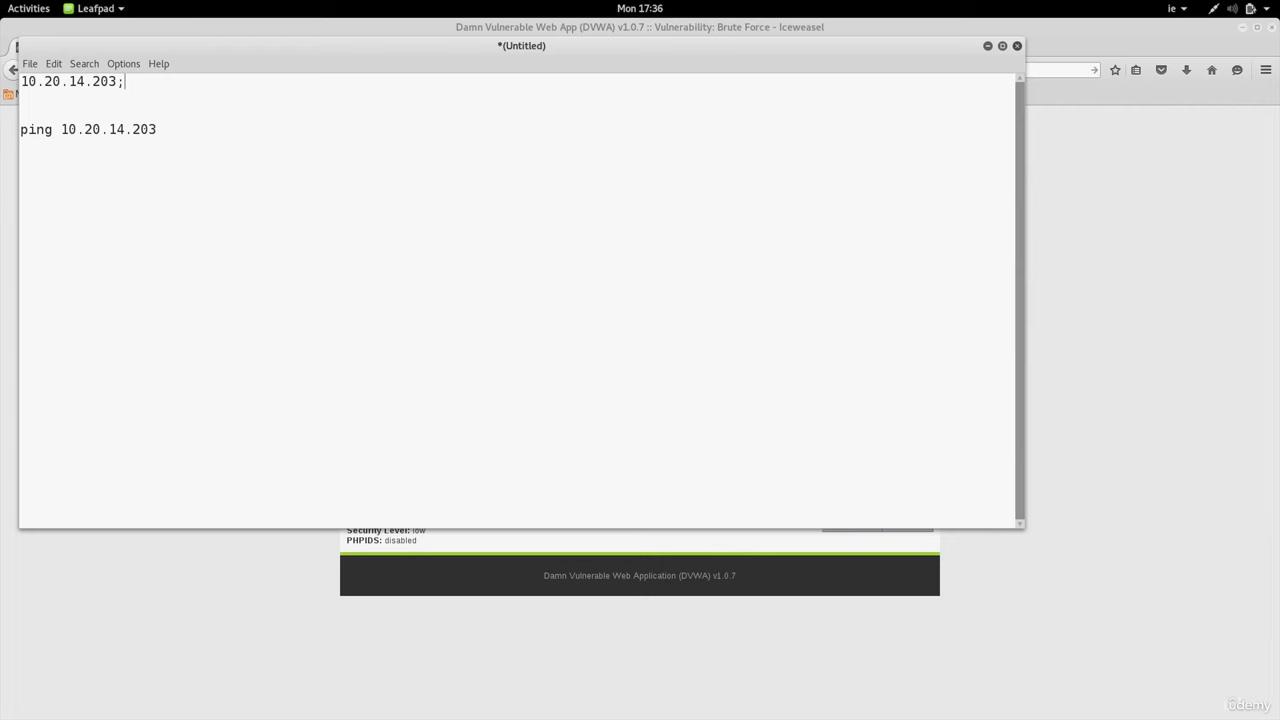 Activities Leafpad Mon 17:36 ie
Damn Vulnerable Web App (DVWA) v1.0.7 :: Vulnerability: Brute Force - Iceweasel
*(Untitled)
File Edit Search Options Help
10.20.14.203;
ping 10.20.14.203
Security Level: low
PHPIDS: disabled
Damn Vulnerable Web Application (DVWA) v1.0.7
ûdemy